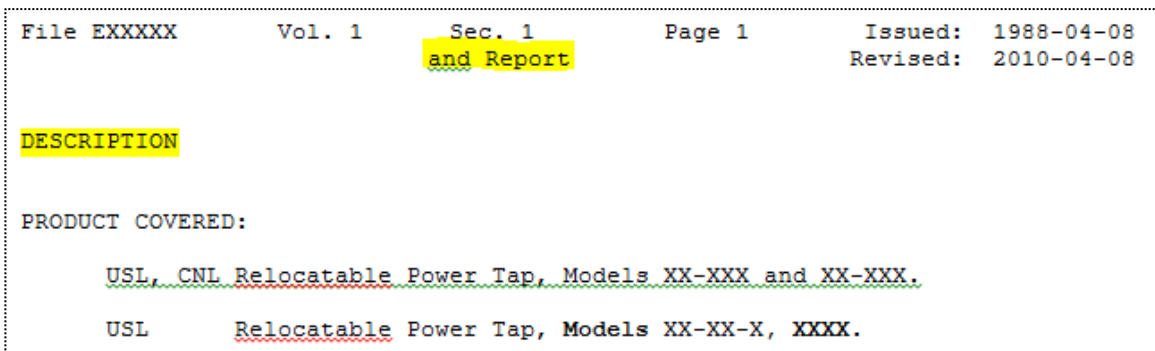 File EXXXXX Vol. 1 Sec. 1 Page 1 Issued: 1988-04-08
and Report Revised: 2010-04-08
DESCRIPTION
PRODUCT COVERED:
USL, CNL Relocatable Power Tap, Models XX-XXX and XX-XXX.
USL Relocatable Power Tap, Models XX-XX-X, XXXX.